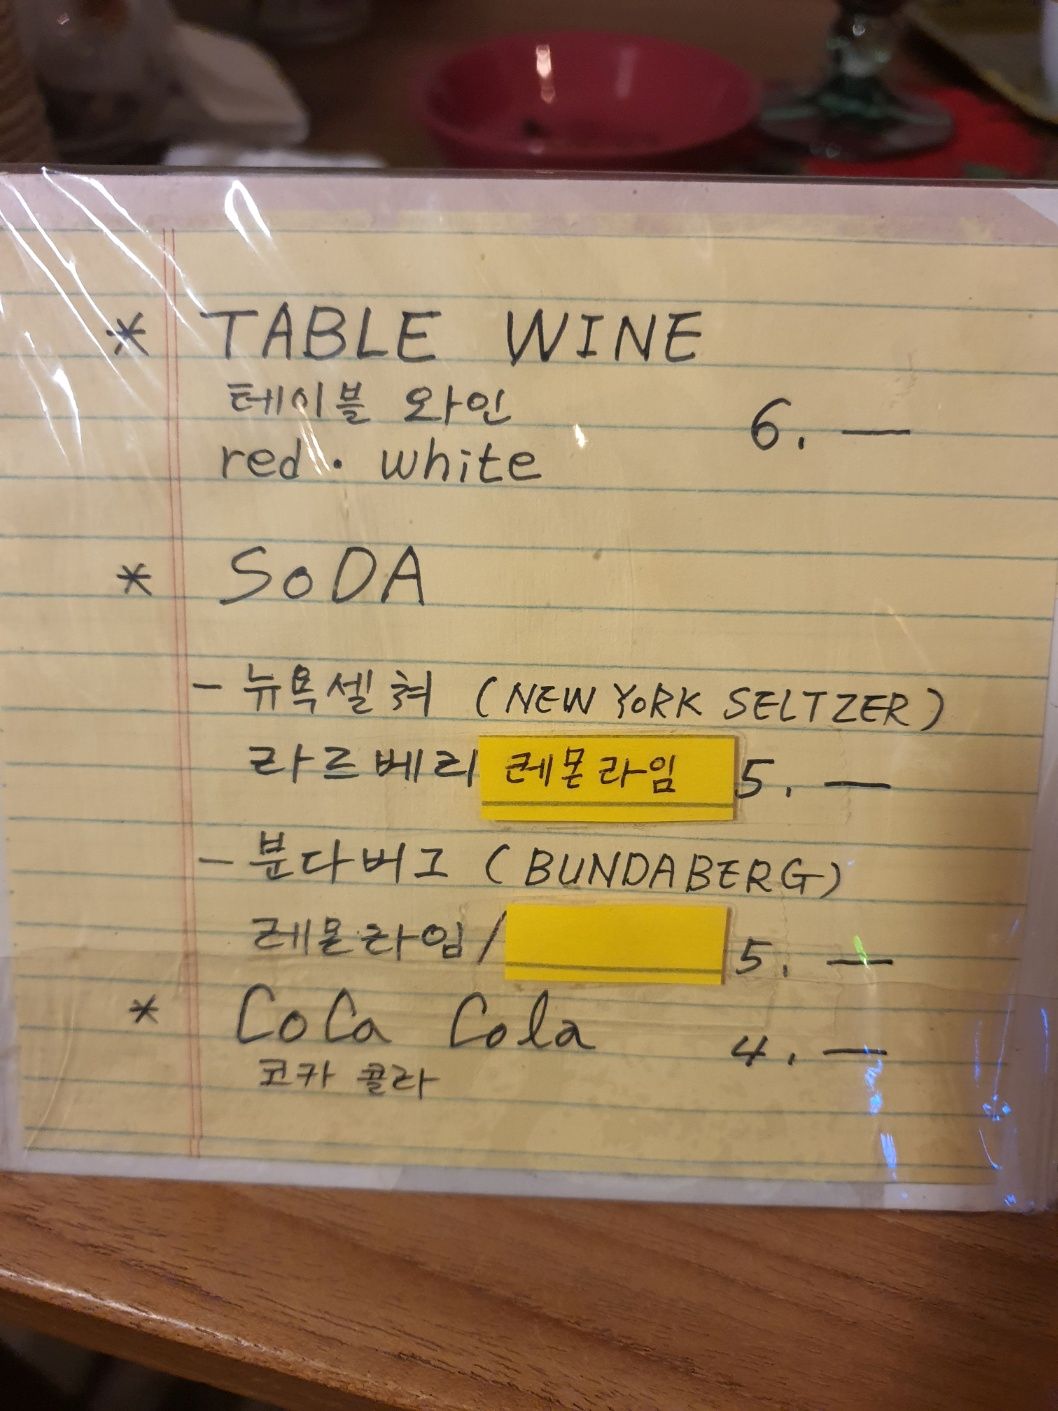 * TABLE WINE
테이블 와인
6. —
red · white
* SoDA
- 뉴욕셀쳐 (NEW YoRK SELTZER)
라르베리 레몬라임 5. —
- 분다버그 (BUNDABERG)
레몬라임/ 5. —
* CoCa Cola 4. —
코카 콜라